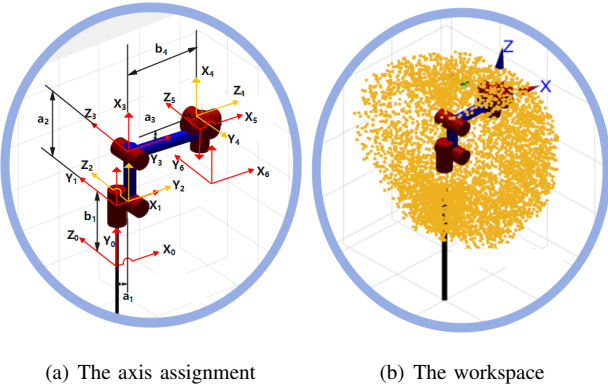 b4
X4
Z4
Z5
X5
X3
Z3
a3
a2
Y4
Y3
Y6
X6
Z2
Y1
Y2
X1
b1
Y0
Z0
X0
a1
Z
X
(a) The axis assignment
(b) The workspace